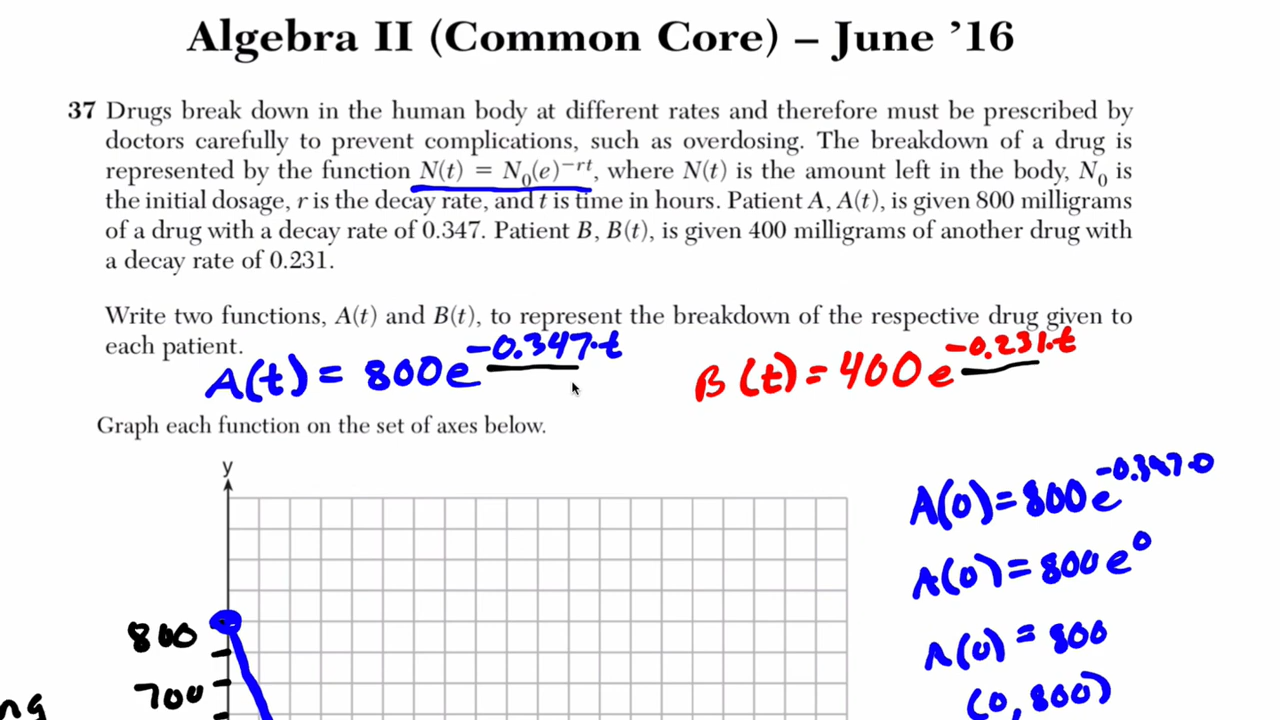 Algebra II (Common Core) – June ’16
37 Drugs break down in the human body at different rates and therefore must be prescribed by
doctors carefully to prevent complications, such as overdosing. The breakdown of a drug is
represented by the function N(t) = N₀(e)⁻ʳᵗ, where N(t) is the amount left in the body, N₀ is
the initial dosage, r is the decay rate, and t is time in hours. Patient A, A(t), is given 800 milligrams
of a drug with a decay rate of 0.347. Patient B, B(t), is given 400 milligrams of another drug with
a decay rate of 0.231.
Write two functions, A(t) and B(t), to represent the breakdown of the respective drug given to
each patient.
A(t) = 800e^-0.347·t
B(t) = 400e^-0.231·t
Graph each function on the set of axes below.
y
800
700
A(0) = 800e^-0.347·0
A(0) = 800e^0
A(0) = 800
(0, 800)